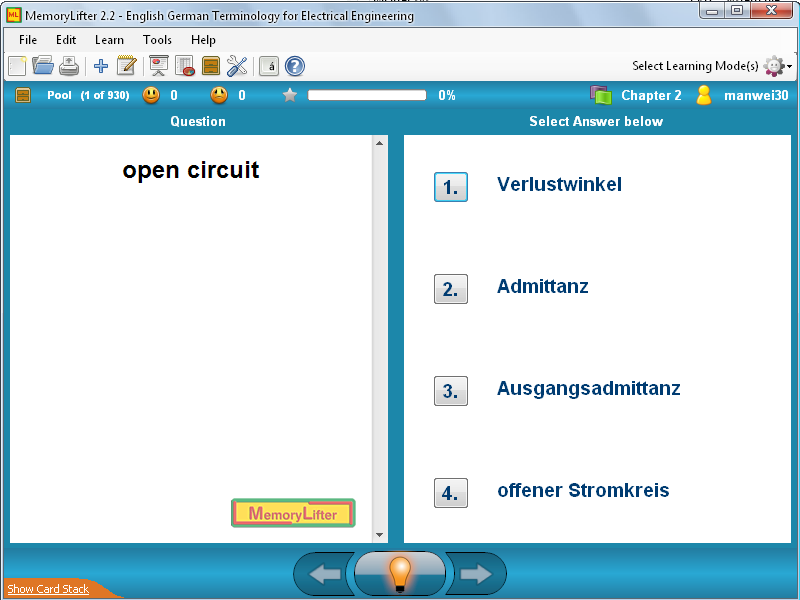 MemoryLifter 2.2 - English German Terminology for Electrical Engineering
File Edit Learn Tools Help
á ? Select Learning Mode(s)
Pool (1 of 930) 0 0 0% Chapter 2 manwei30
Question
Select Answer below
open circuit
MemoryLifter
1. Verlustwinkel
2. Admittanz
3. Ausgangsadmittanz
4. offener Stromkreis
Show Card Stack